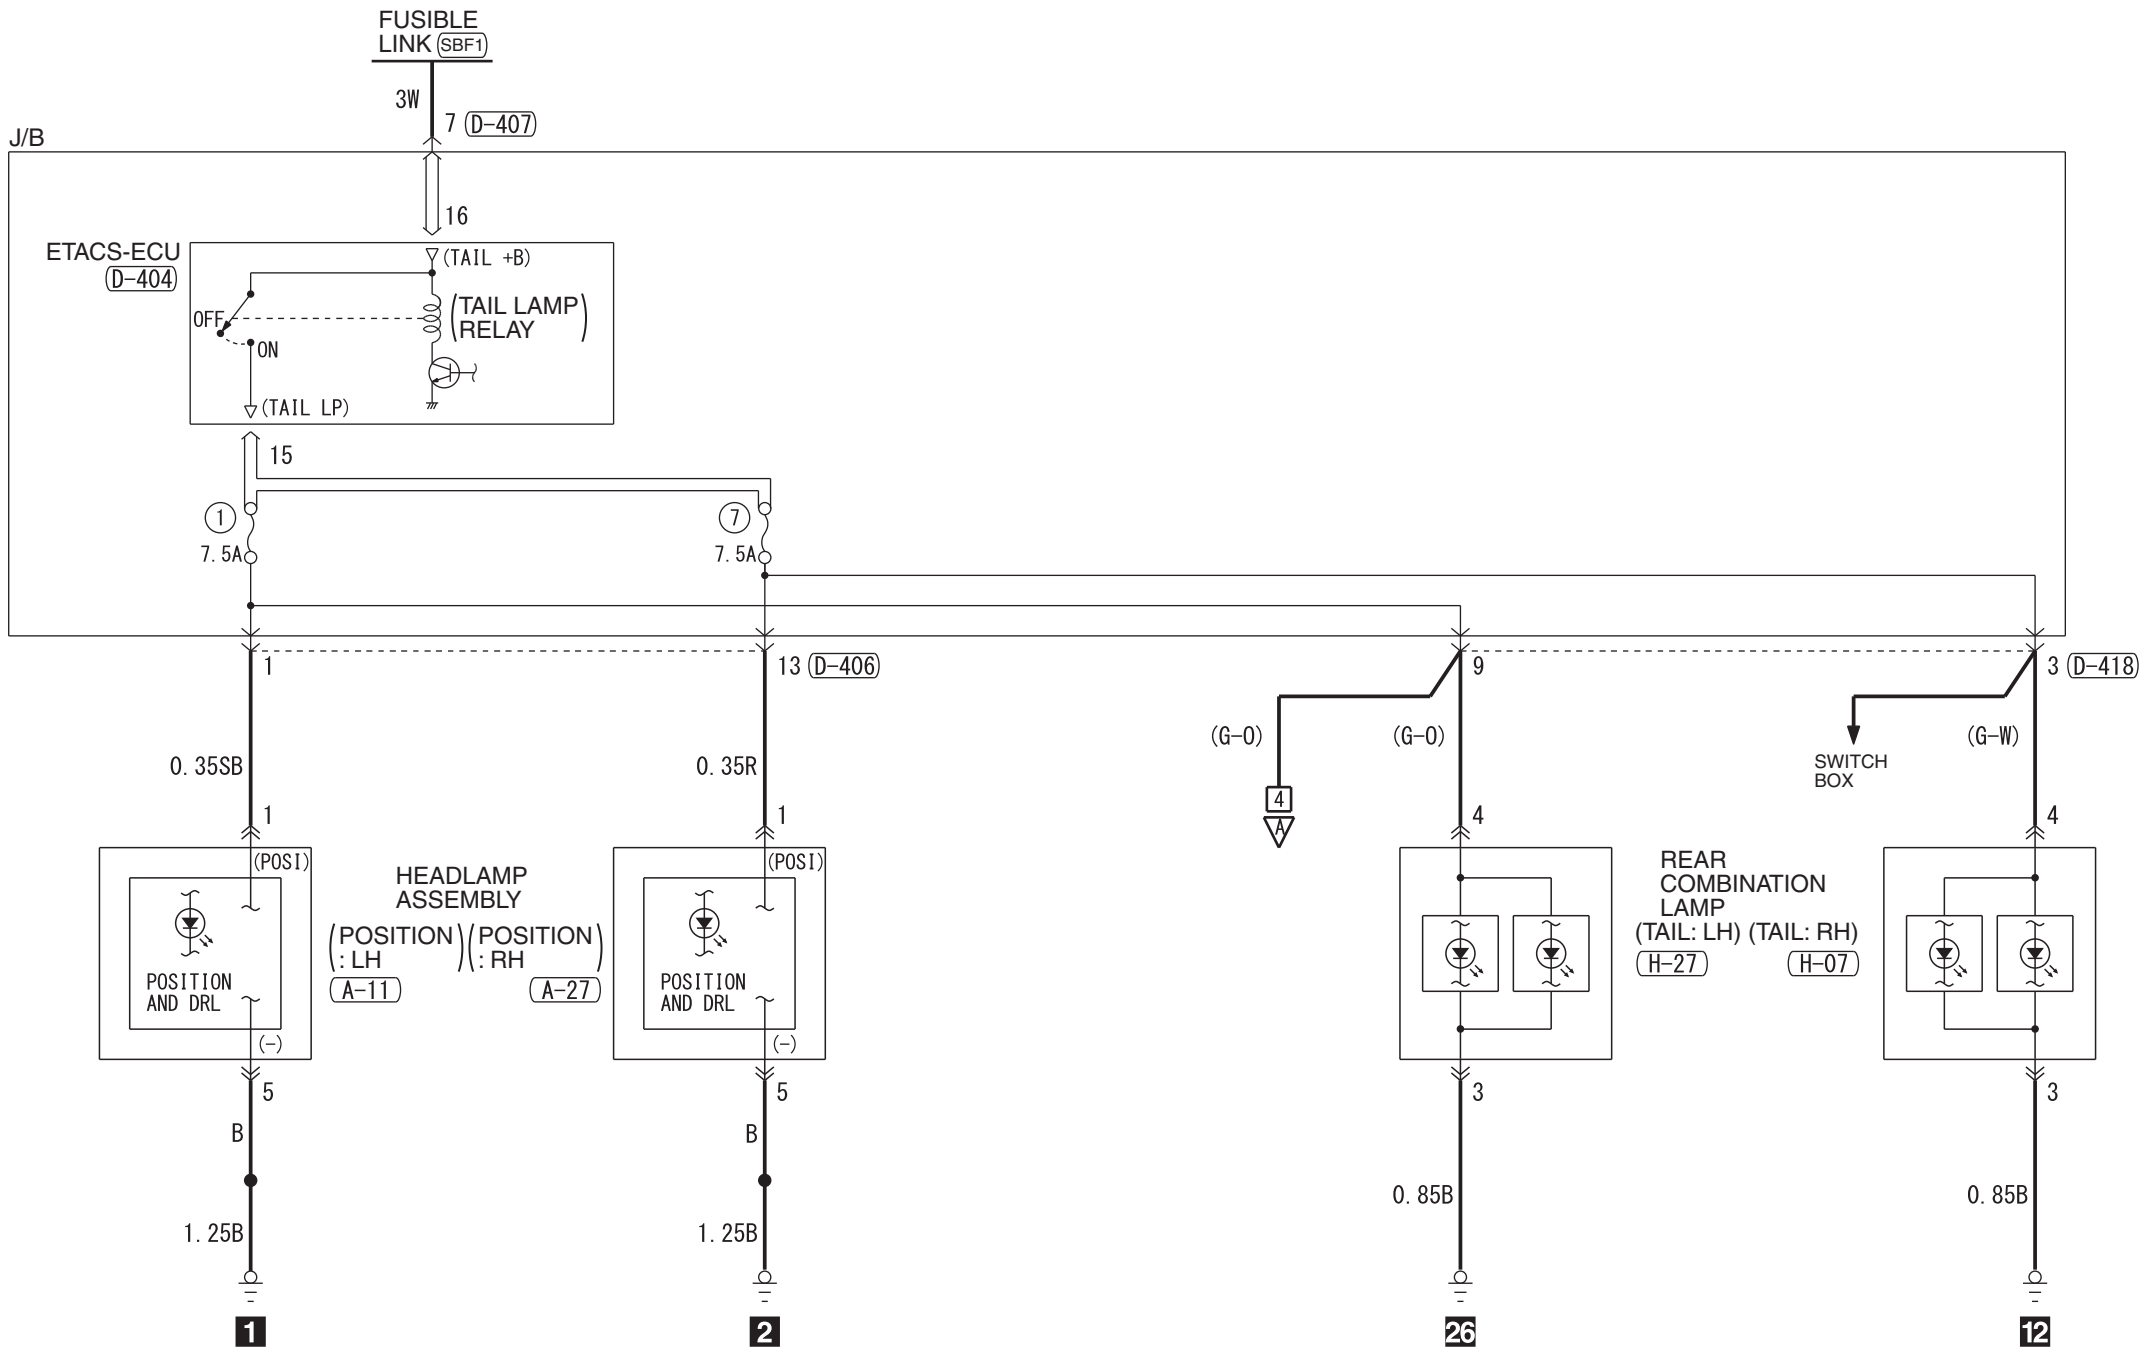 FUSIBLE
LINK SBF1
3W
7 D-407
J/B
16
ETACS-ECU
D-404
(TAIL +B)
(TAIL LAMP
RELAY)
OFF
ON
(TAIL LP)
15
1
7
7.5A
7.5A
1
13 D-406
9
3 D-418
(G-O)
(G-O)
(G-W)
SWITCH
BOX
0.35SB
0.35R
4
A
1
1
4
4
(POSI)
(POSI)
HEADLAMP
ASSEMBLY
(POSITION
: LH)
(POSITION
: RH)
A-11
A-27
POSITION
AND DRL
POSITION
AND DRL
REAR
COMBINATION
LAMP
(TAIL: LH) (TAIL: RH)
H-27
H-07
(-)
(-)
5
5
3
3
B
B
0.85B
0.85B
1.25B
1.25B
1
2
26
12